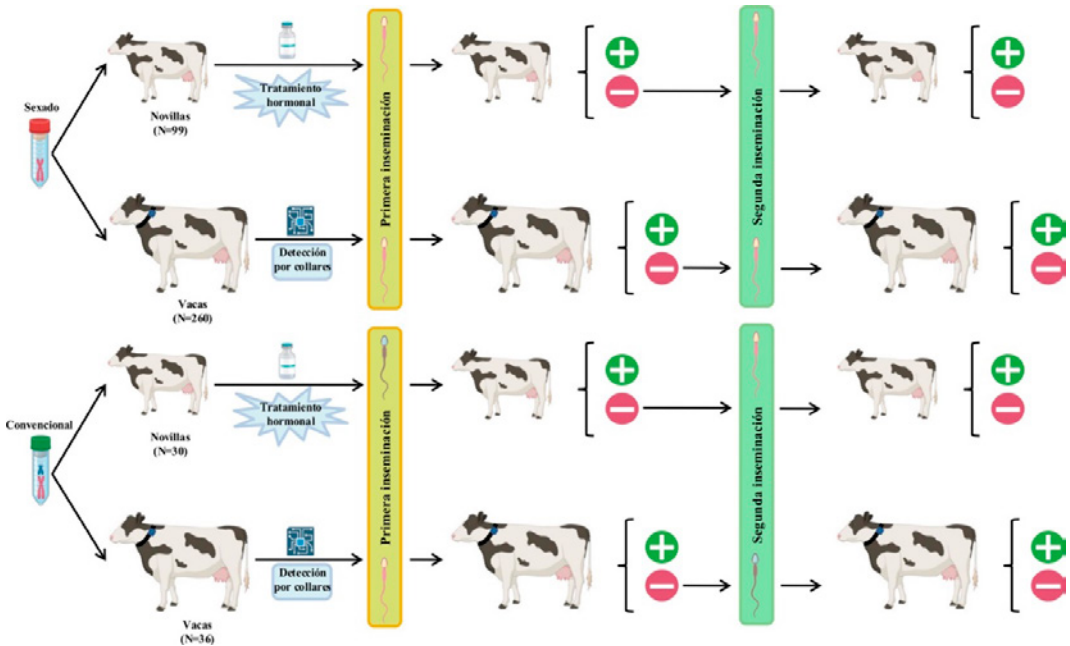 Sexado
Novillas
(N=99)
Tratamiento
hormonal
Primera inseminación
Segunda inseminación
Vacas
(N=260)
Detección
por collares
Convencional
Novillas
(N=30)
Tratamiento
hormonal
Primera inseminación
Segunda inseminación
Vacas
(N=36)
Detección
por collares